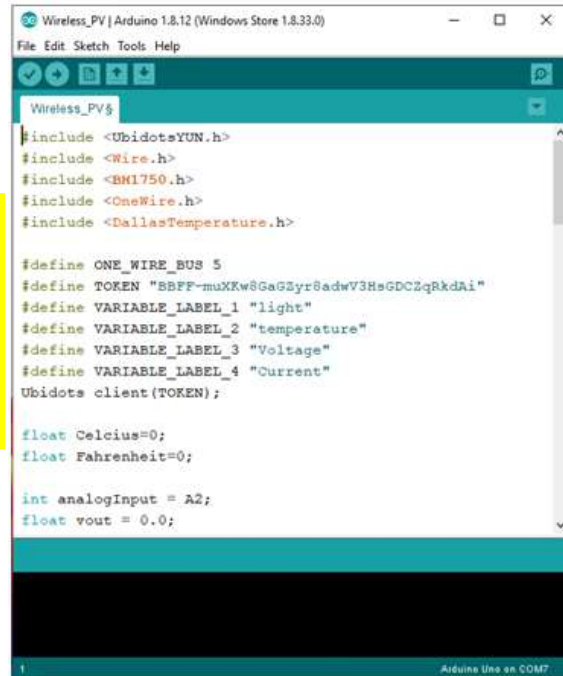 Wireless_PV | Arduino 1.8.12 (Windows Store 1.8.33.0)
File Edit Sketch Tools Help
Wireless_PV §
#include <UbidotsYUN.h>
#include <Wire.h>
#include <BH1750.h>
#include <OneWire.h>
#include <DallasTemperature.h>
#define ONE_WIRE_BUS 5
#define TOKEN "BBFF-muXKw8GaGZyr8adwV3HsGDCZqRkdAi"
#define VARIABLE_LABEL_1 "light"
#define VARIABLE_LABEL_2 "temperature"
#define VARIABLE_LABEL_3 "Voltage"
#define VARIABLE_LABEL_4 "Current"
Ubidots client(TOKEN);
float Celcius=0;
float Fahrenheit=0;
int analogInput = A2;
float vout = 0.0;
1
Arduino Uno on COM7